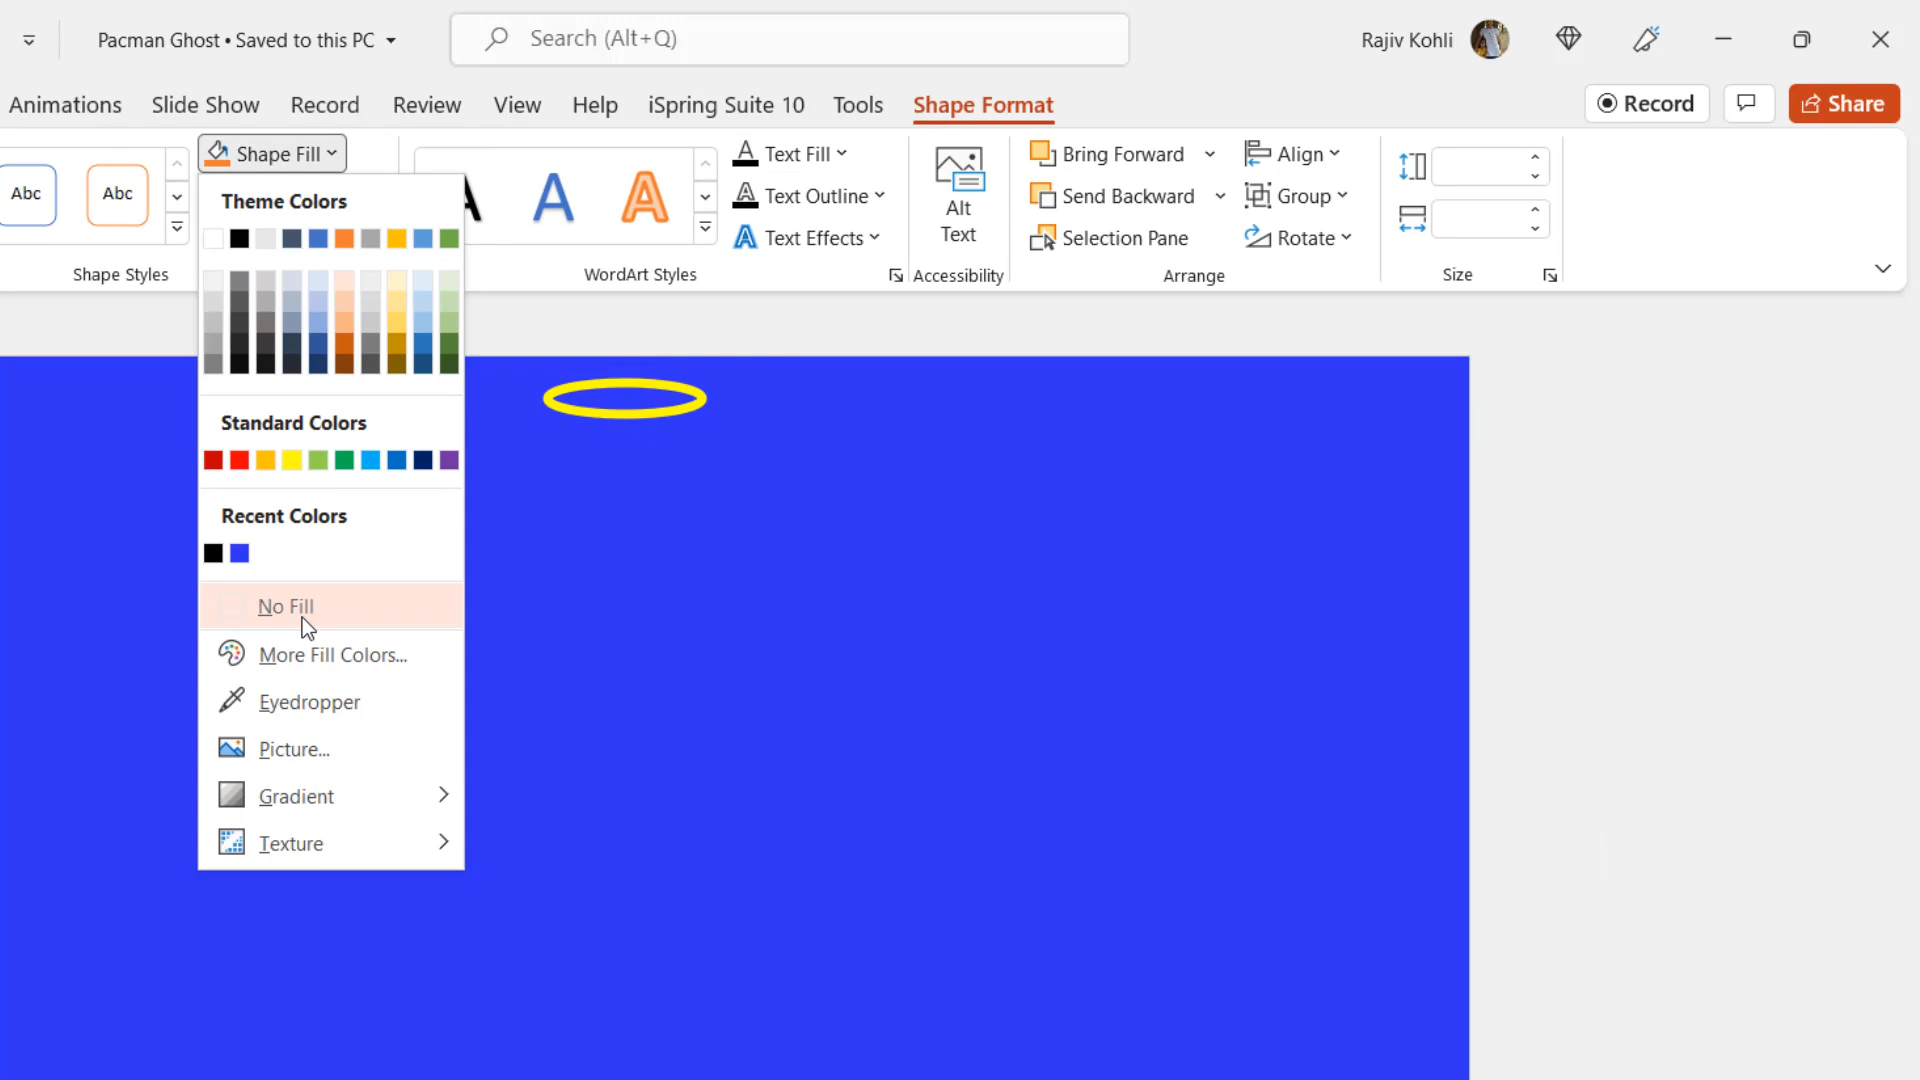 Pacman Ghost • Saved to this PC
Search (Alt+Q)
Rajiv Kohli
Animations Slide Show Record Review View Help iSpring Suite 10 Tools Shape Format
Record
Share
Abc
Abc
Shape Styles
Shape Fill
Theme Colors
Standard Colors
Recent Colors
No Fill
More Fill Colors...
Eyedropper
Picture...
Gradient
Texture
A A A
WordArt Styles
Text Fill
Text Outline
Text Effects
Alt
Text
Accessibility
Bring Forward
Send Backward
Selection Pane
Align
Group
Rotate
Arrange
Size